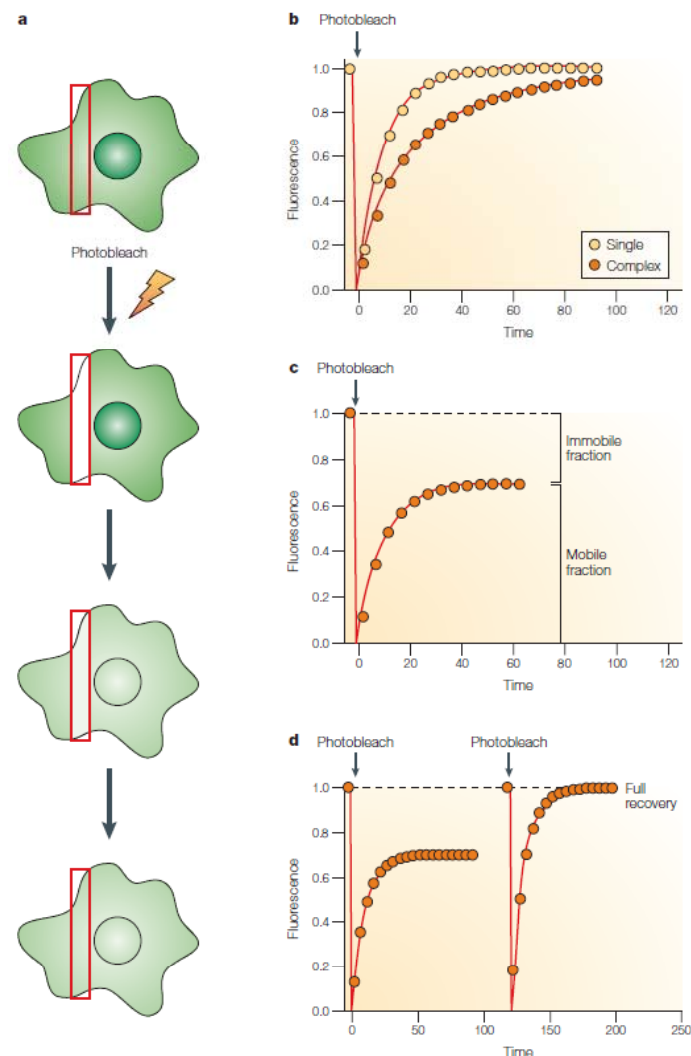 a
Photobleach
b
Photobleach
Fluorescence
1.0
0.8
0.6
0.4
0.2
0.0
0
20
40
60
80
100
120
Time
Single
Complex
c
Photobleach
Fluorescence
1.0
0.8
0.6
0.4
0.2
0.0
0
20
40
60
80
100
120
Time
Immobile
fraction
Mobile
fraction
d
Photobleach
Photobleach
Fluorescence
1.0
0.8
0.6
0.4
0.2
0.0
0
50
100
150
200
250
Time
Full
recovery